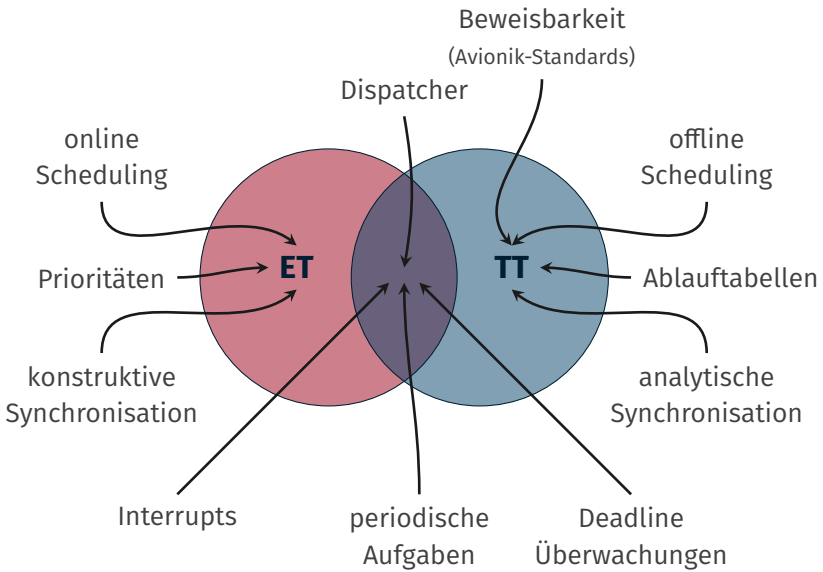 Beweisbarkeit
(Avionik-Standards)
Dispatcher
online
Scheduling
offline
Scheduling
Prioritäten
ET
TT
Ablauftabellen
konstruktive
Synchronisation
analytische
Synchronisation
Interrupts
periodische
Aufgaben
Deadline
Überwachungen